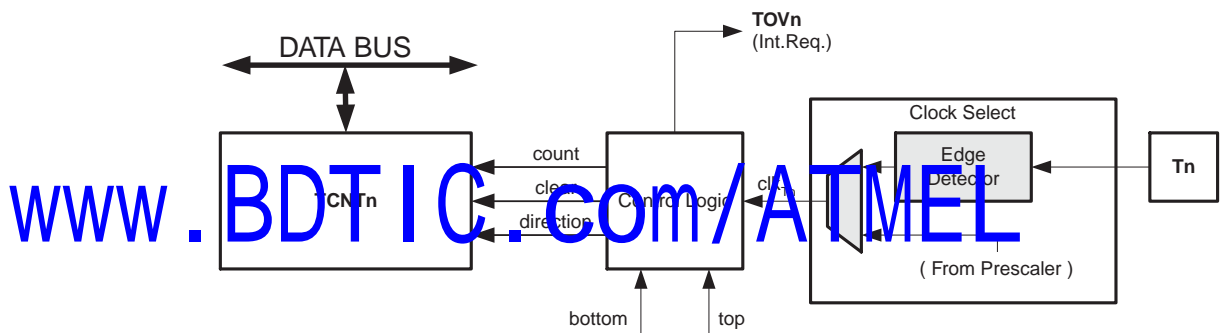 TOVn
(Int.Req.)
DATA BUS
Clock Select
count
Edge
Detector
Tn
TCNTn
clear
Control Logic
clkTn
direction
( From Prescaler )
bottom
top
www.BDTIC.com/ATMEL